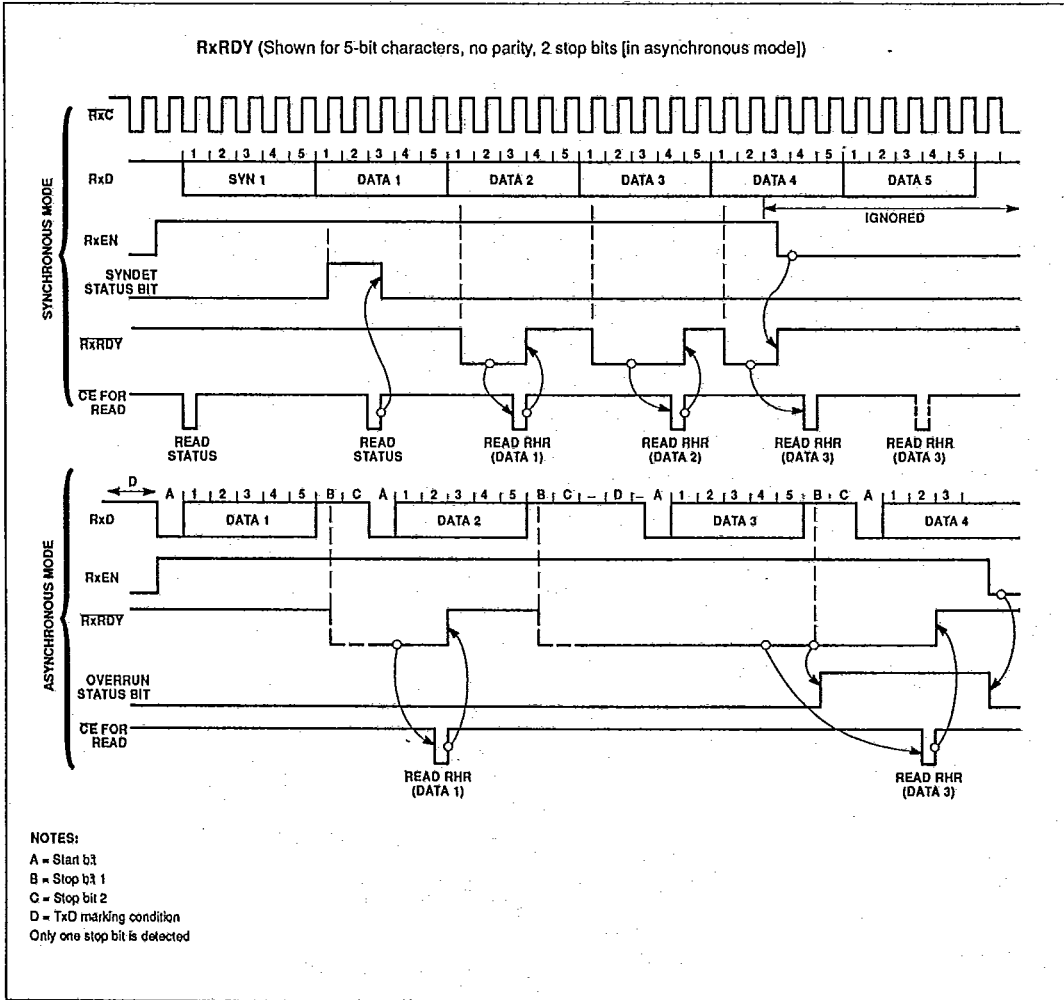 RxRDY (Shown for 5-bit characters, no parity, 2 stop bits [in asynchronous mode])
SYNCHRONOUS MODE
RxC
1 2 3 4 5 1 2 3 4 5 1 2 3 4 5 1 2 3 4 5 1 2 3 4 5 1 2 3 4 5
RxD SYN 1 DATA 1 DATA 2 DATA 3 DATA 4 DATA 5
IGNORED
RxEN
SYNDET
STATUS BIT
RxRDY
CE FOR
READ
READ STATUS READ STATUS READ RHR (DATA 1) READ RHR (DATA 2) READ RHR (DATA 3) READ RHR (DATA 3)
ASYNCHRONOUS MODE
D
A 1 2 3 4 5 B C A 1 2 3 4 5 B C D A 1 2 3 4 5 B C A 1 2 3
RxD DATA 1 DATA 2 DATA 3 DATA 4
RxEN
RxRDY
OVERRUN
STATUS BIT
CE FOR
READ
READ RHR (DATA 1) READ RHR (DATA 3)
NOTES:
A = Start bit
B = Stop bit 1
C = Stop bit 2
D = TxD marking condition
Only one stop bit is detected